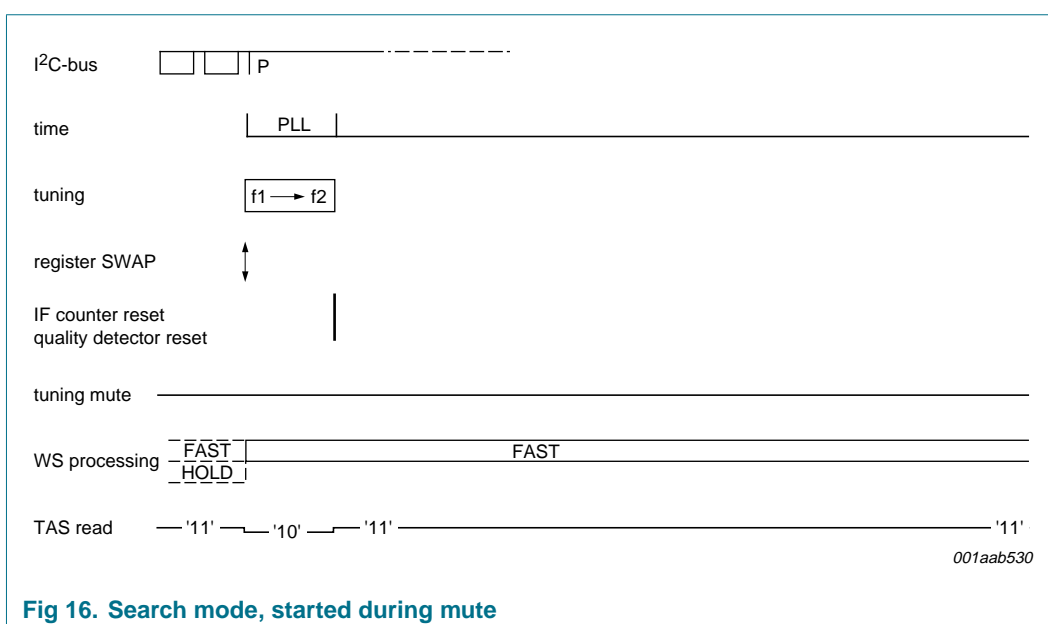 I2C-bus P
time PLL
tuning f1 → f2
register SWAP
IF counter reset
quality detector reset
tuning mute
WS processing FAST FAST
HOLD
TAS read '11' '10' '11' '11'
001aab530
Fig 16. Search mode, started during mute